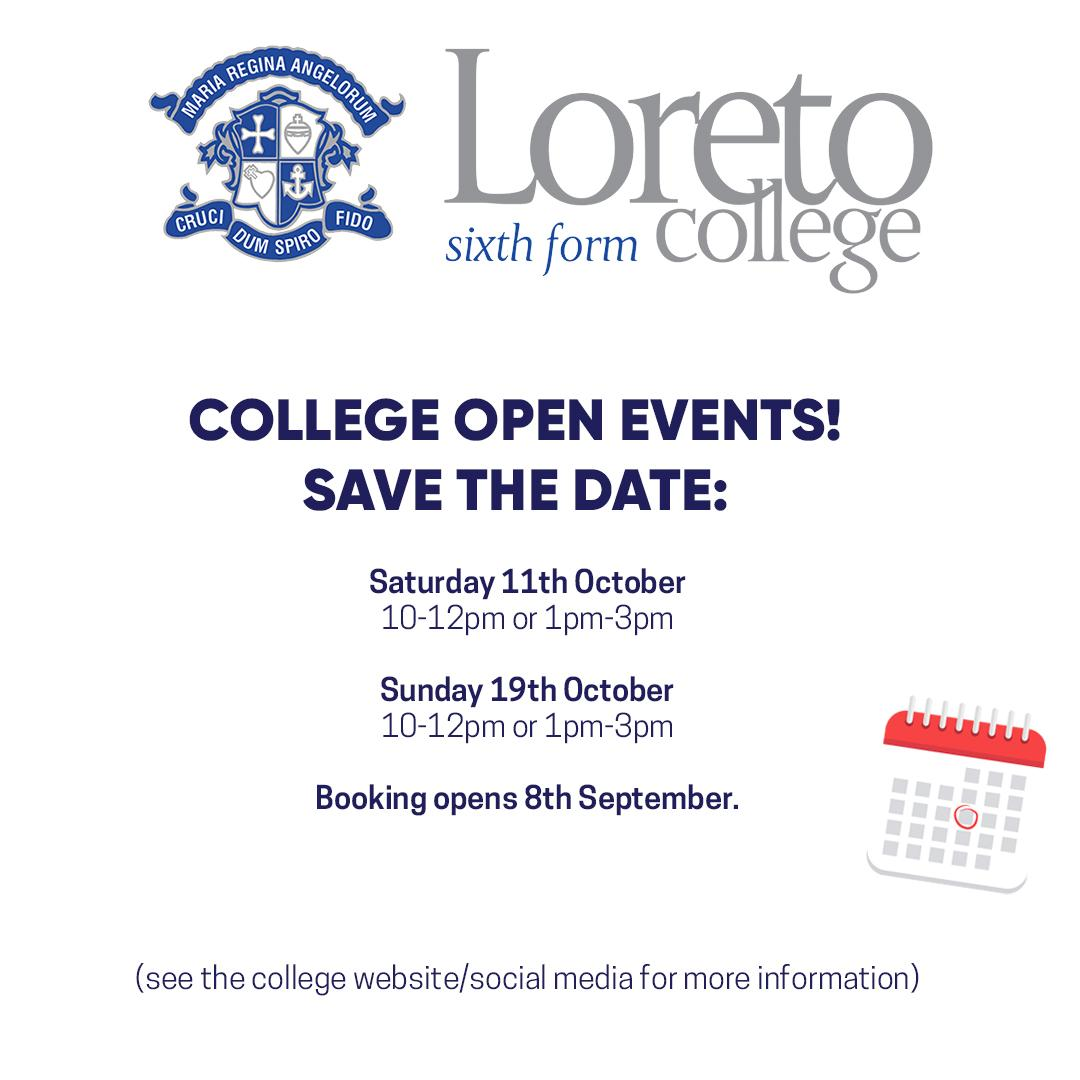 MARIA REGINA ANGELORUM
CRUCI DUM SPIRO FIDO
Loreto
sixth form college
COLLEGE OPEN EVENTS!
SAVE THE DATE:
Saturday 11th October
10-12pm or 1pm-3pm
Sunday 19th October
10-12pm or 1pm-3pm
Booking opens 8th September.
(see the college website/social media for more information)